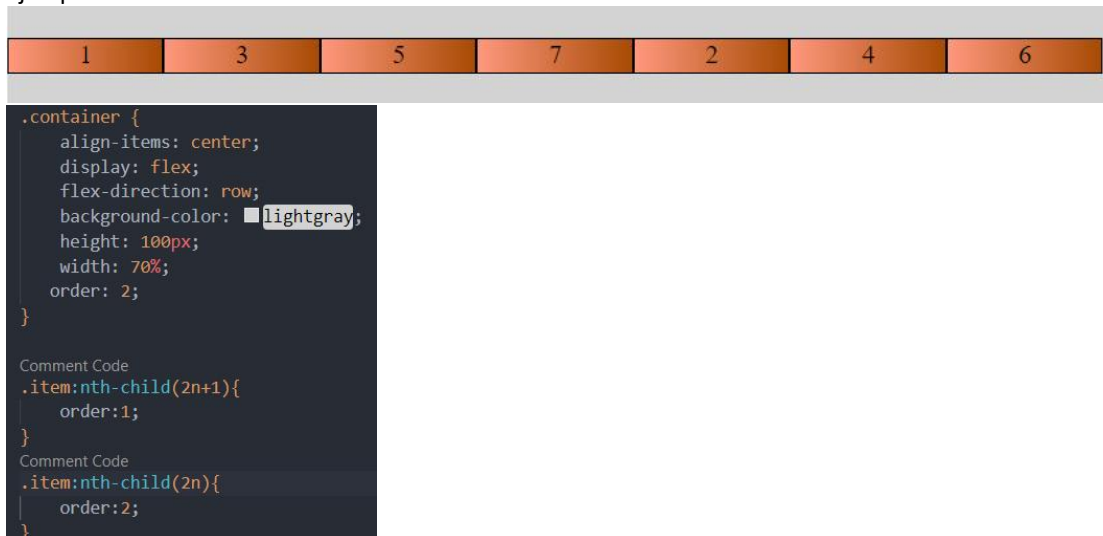 1 3 5 7 2 4 6
.container {
align-items: center;
display: flex;
flex-direction: row;
background-color: lightgray;
height: 100px;
width: 70%;
order: 2;
}
Comment Code
.item:nth-child(2n+1){
order:1;
}
Comment Code
.item:nth-child(2n){
order:2;
}